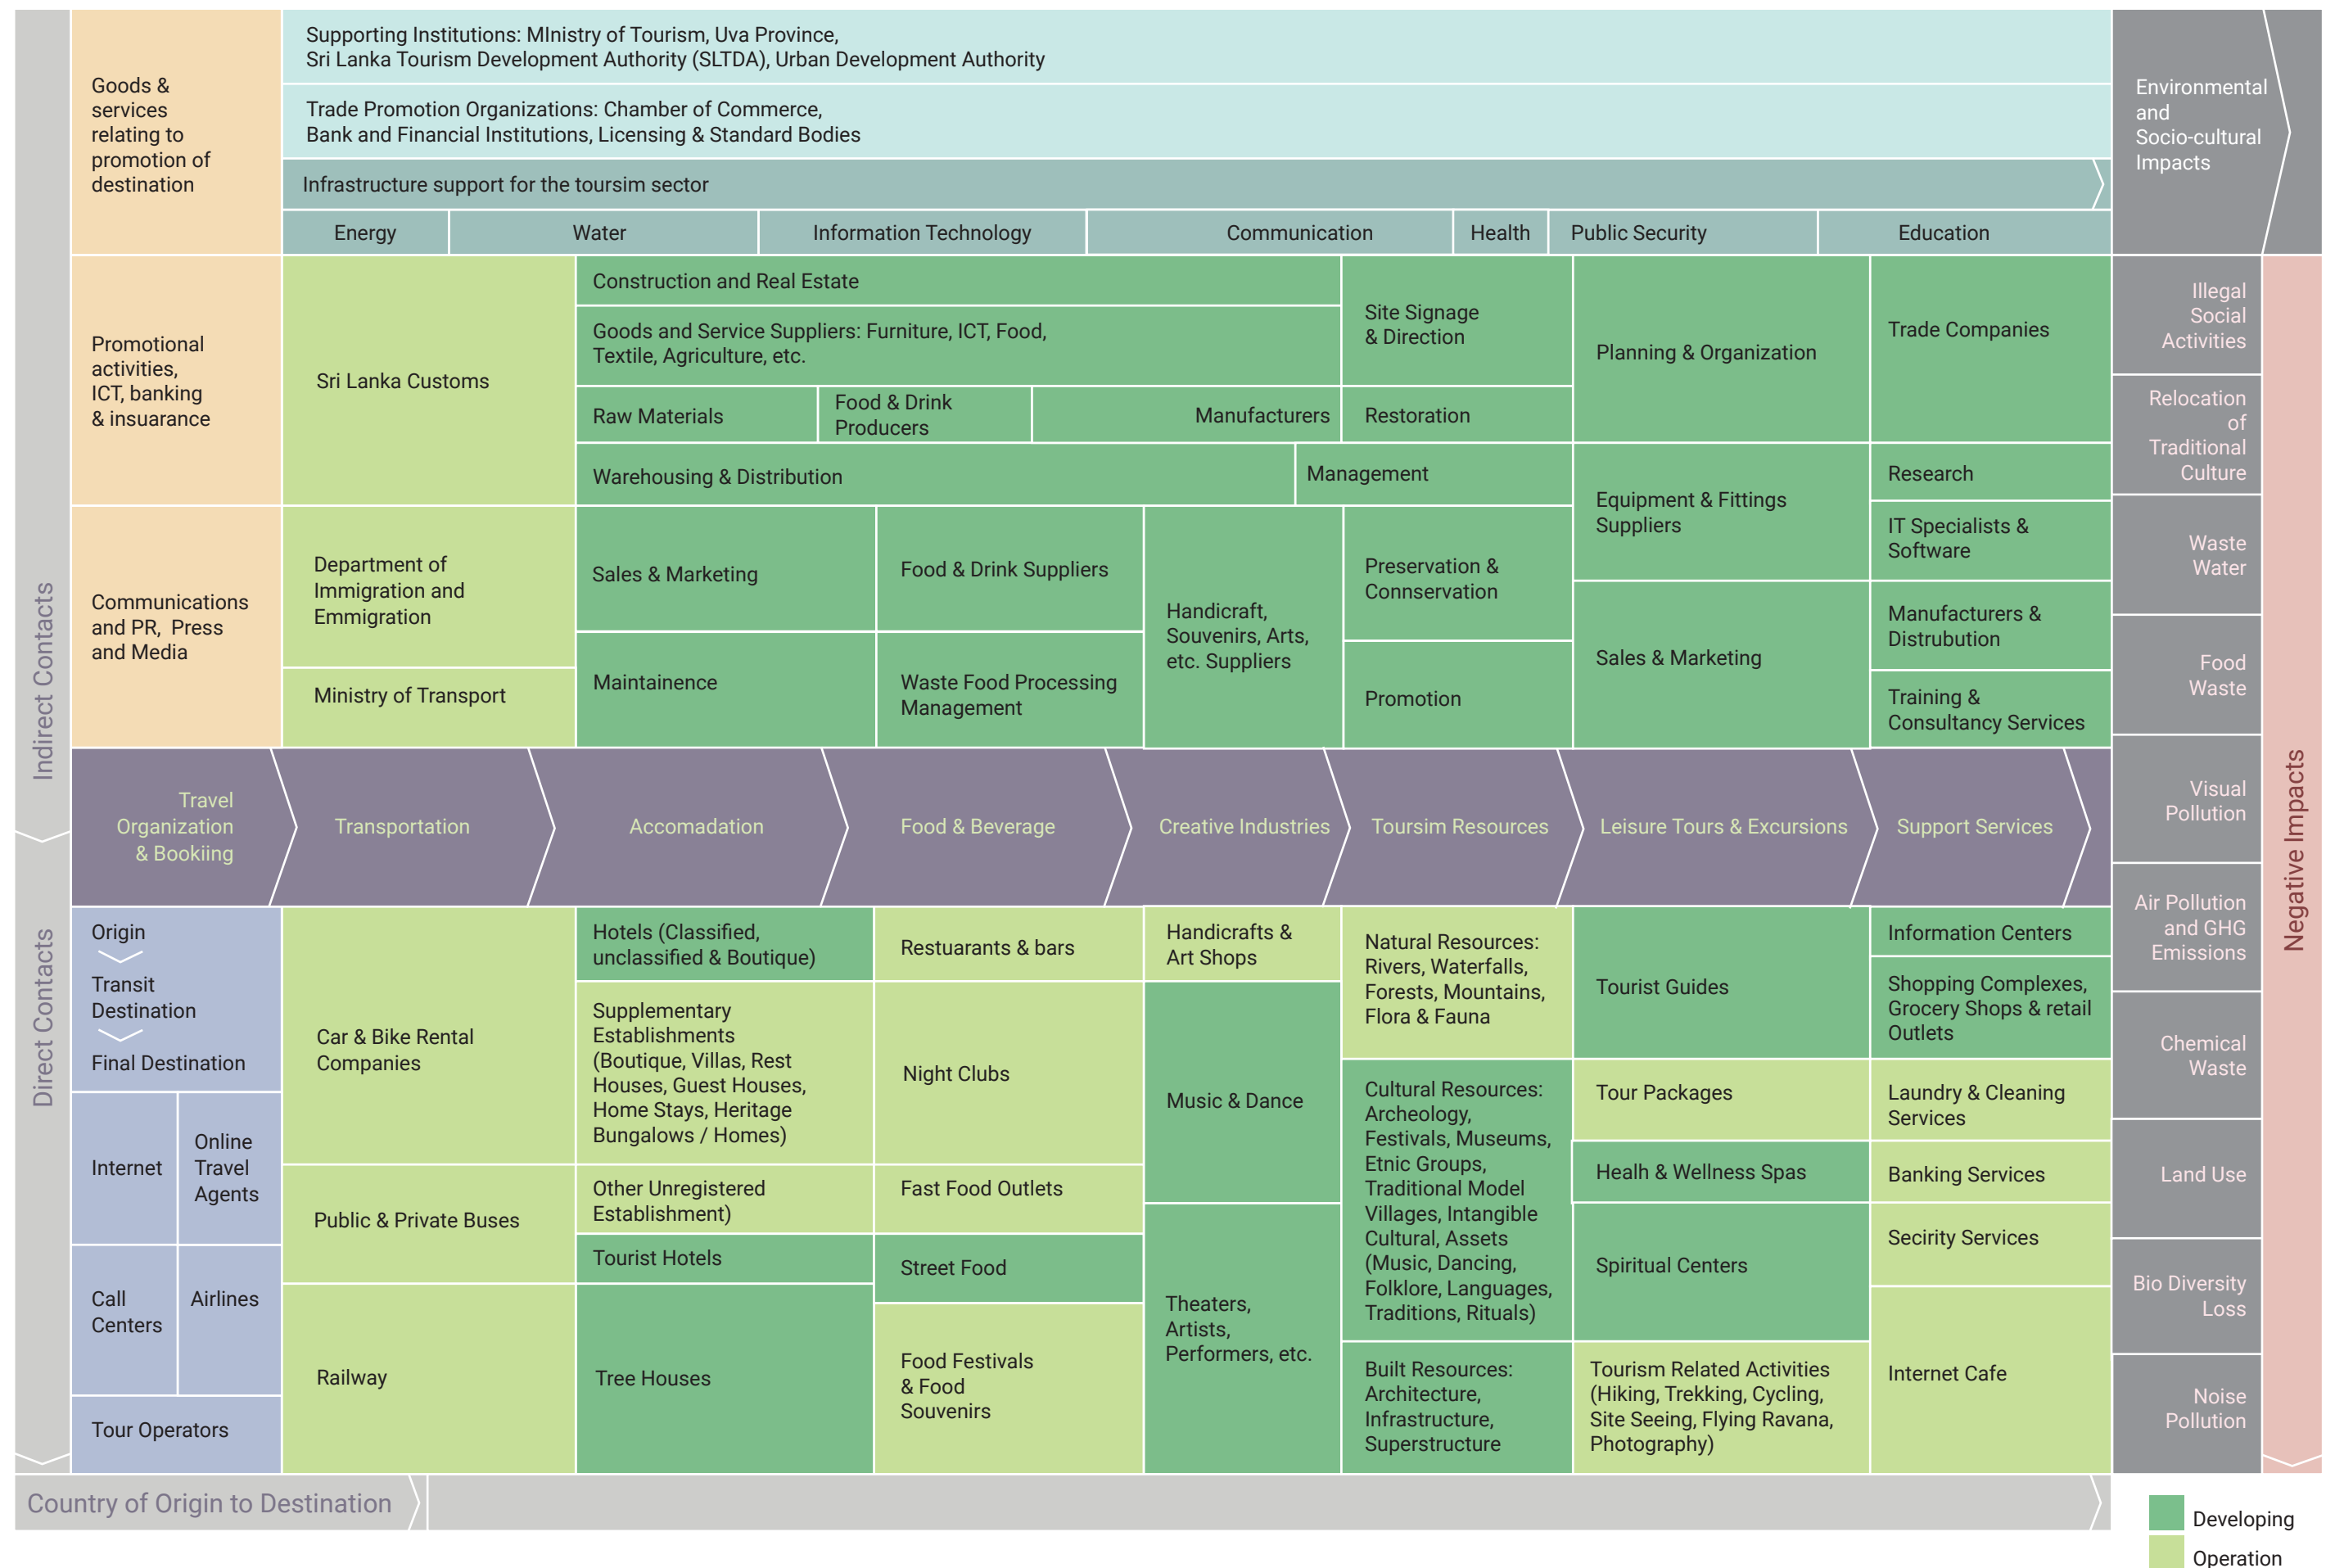 Goods &
services
relating to
promotion of
destination
Supporting Institutions: MInistry of Tourism, Uva Province,
Sri Lanka Tourism Development Authority (SLTDA), Urban Development Authority
Trade Promotion Organizations: Chamber of Commerce,
Bank and Financial Institutions, Licensing & Standard Bodies
Infrastructure support for the toursim sector
Energy
Water
Information Technology
Communication
Health
Public Security
Education
Environmental
and
Socio-cultural
Impacts
Indirect Contacts
Promotional
activities,
ICT, banking
& insuarance
Communications
and PR, Press
and Media
Sri Lanka Customs
Department of
Immigration and
Emmigration
Ministry of Transport
Construction and Real Estate
Goods and Service Suppliers: Furniture, ICT, Food,
Textile, Agriculture, etc.
Raw Materials
Food & Drink
Producers
Manufacturers
Warehousing & Distribution
Management
Site Signage
& Direction
Restoration
Sales & Marketing
Maintainence
Food & Drink Suppliers
Waste Food Processing
Management
Handicraft,
Souvenirs, Arts,
etc. Suppliers
Preservation &
Connservation
Promotion
Planning & Organization
Equipment & Fittings
Suppliers
Sales & Marketing
Trade Companies
Research
IT Specialists &
Software
Manufacturers &
Distrubution
Training &
Consultancy Services
Travel
Organization
& Bookiing
Transportation
Accomadation
Food & Beverage
Creative Industries
Toursim Resources
Leisure Tours & Excursions
Support Services
Direct Contacts
Origin
Transit
Destination
Final Destination
Internet
Online
Travel
Agents
Call
Centers
Airlines
Tour Operators
Car & Bike Rental
Companies
Public & Private Buses
Railway
Hotels (Classified,
unclassified & Boutique)
Supplementary
Establishments
(Boutique, Villas, Rest
Houses, Guest Houses,
Home Stays, Heritage
Bungalows / Homes)
Other Unregistered
Establishment)
Tourist Hotels
Tree Houses
Restuarants & bars
Night Clubs
Fast Food Outlets
Street Food
Food Festivals
& Food
Souvenirs
Handicrafts &
Art Shops
Music & Dance
Theaters,
Artists,
Performers, etc.
Natural Resources:
Rivers, Waterfalls,
Forests, Mountains,
Flora & Fauna
Cultural Resources:
Archeology,
Festivals, Museums,
Etnic Groups,
Traditional Model
Villages, Intangible
Cultural, Assets
(Music, Dancing,
Folklore, Languages,
Traditions, Rituals)
Built Resources:
Architecture,
Infrastructure,
Superstructure
Tourist Guides
Tour Packages
Healh & Wellness Spas
Spiritual Centers
Tourism Related Activities
(Hiking, Trekking, Cycling,
Site Seeing, Flying Ravana,
Photography)
Information Centers
Shopping Complexes,
Grocery Shops & retail
Outlets
Laundry & Cleaning
Services
Banking Services
Secirity Services
Internet Cafe
Illegal
Social
Activities
Relocation
of
Traditional
Culture
Waste
Water
Food
Waste
Visual
Pollution
Air Pollution
and GHG
Emissions
Chemical
Waste
Land Use
Bio Diversity
Loss
Noise
Pollution
Negative Impacts
Country of Origin to Destination
Developing
Operation